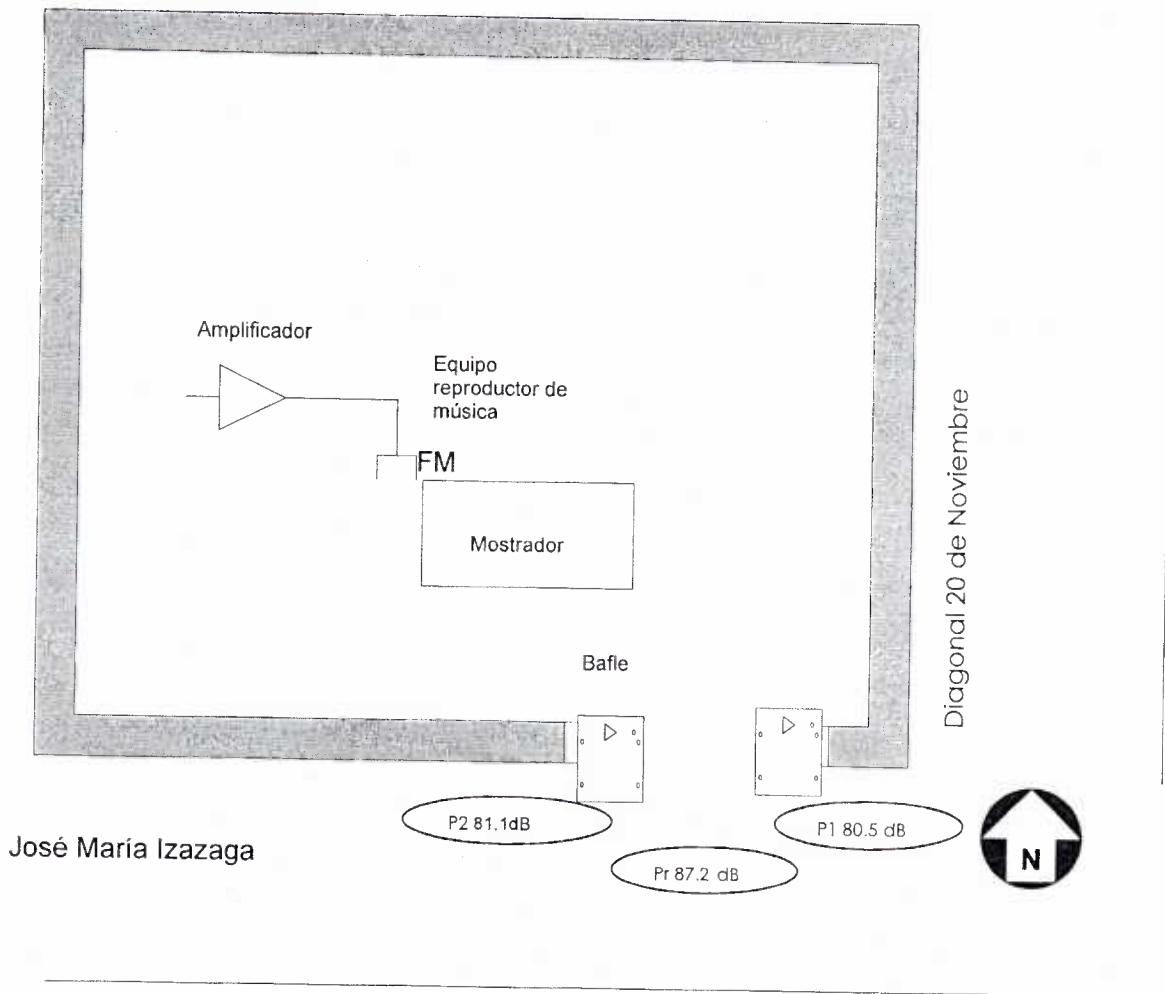 Amplificador
Equipo
reproductor de
música
FM
Mostrador
Diagonal 20 de Noviembre
Bafle
P2 81.1dB
P1 80.5 dB
José María Izazaga
Pr 87.2 dB
N